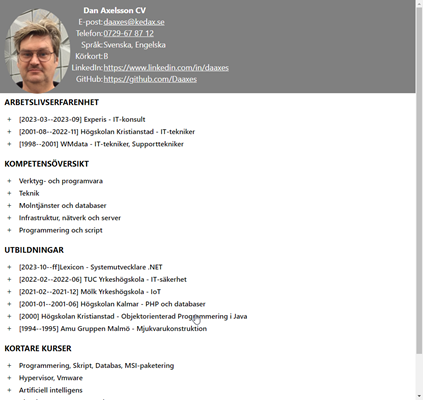 Dan Axelsson CV
E-post: daaxes@kedax.se
Telefon: 0729-67 87 12
Språk: Svenska, Engelska
Körkort: B
LinkedIn: https://www.linkedin.com/in/daaxes
GitHub: https://github.com/Daaxes
ARBETSLIVSERFARENHET
+ [2023-03--2023-09] Experis - IT-konsult
+ [2001-08--2022-11] Högskolan Kristianstad - IT-tekniker
+ [1998--2001] WMdata - IT-tekniker, Supporttekniker
KOMPETENSÖVERSIKT
+ Verktyg- och programvara
+ Teknik
+ Molntjänster och databaser
+ Infrastruktur, nätverk och server
+ Programmering och script
UTBILDNINGAR
+ [2023-10--ff]Lexicon - Systemutvecklare .NET
+ [2022-02--2022-06] TUC Yrkeshögskola - IT-säkerhet
+ [2021-02--2021-12] Mölk Yrkeshögskola - IoT
+ [2001-01--2001-06] Högskolan Kalmar - PHP och databaser
+ [2000] Högskolan Kristianstad - Objektorienterad Programmering i Java
+ [1994--1995] Amu Gruppen Malmö - Mjukvarukonstruktion
KORTARE KURSER
+ Programmering, Skript, Databas, MSI-paketering
+ Hypervisor, Vmware
+ Artificiell intelligens